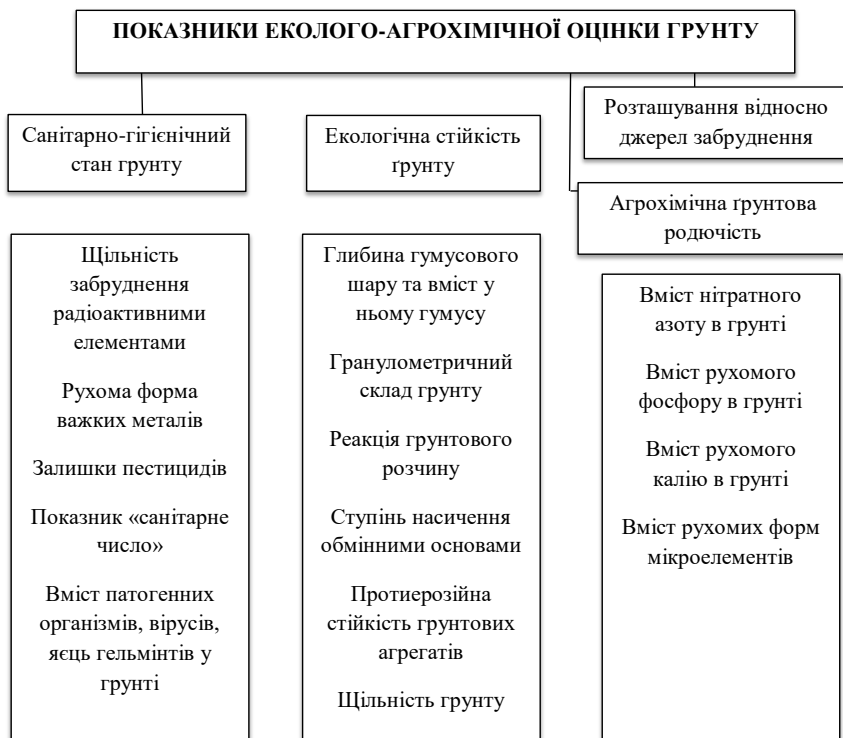 ПОКАЗНИКИ ЕКОЛОГО-АГРОХІМІЧНОЇ ОЦІНКИ ГРУНТУ
Санітарно-гігієнічний
стан грунту
Екологічна стійкість
ґрунту
Розташування відносно
джерел забруднення
Агрохімічна ґрунтова
родючість
Щільність
забруднення
радіоактивними
елементами
Рухома форма
важких металів
Залишки пестицидів
Показник «санітарне
число»
Вміст патогенних
організмів, вірусів,
яєць гельмінтів у
грунті
Глибина гумусового
шару та вміст у
ньому гумусу
Гранулометричний
склад грунту
Реакція грунтового
розчину
Ступінь насичення
обмінними основами
Протиерозійна
стійкість грунтових
агрегатів
Щільність грунту
Вміст нітратного
азоту в грунті
Вміст рухомого
фосфору в грунті
Вміст рухомого
калію в грунті
Вміст рухомих форм
мікроелементів